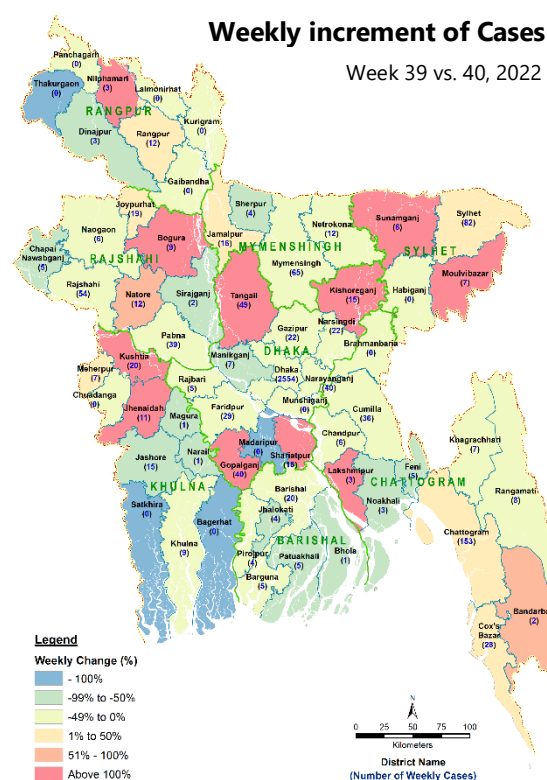 Weekly increment of Cases
Week 39 vs. 40, 2022
Panchagarh
(0)
Nilphamari
(3)
Thakurgaon
(0)
Lalmonirhat
(0)
RANGPUR
Kurigram
(0)
Dinajpur
(3)
Rangpur
(12)
Gaibandha
(6)
Joypurhat
(19)
Sherpur
(4)
Sunamganj
(6)
Sylhet
(82)
Naogaon
(6)
Bogura
(9)
Jamalpur
(16)
Netrokona
(12)
MYMENSINGH
SYLHET
Chapai
Nawabganj
(5)
RAJSHAHI
Mymensingh
(65)
Moulvibazar
(7)
Rajshahi
(54)
Natore
(12)
Sirajganj
(2)
Tangail
(49)
Kishoreganj
(15)
Habiganj
(0)
Pabna
(39)
Gazipur
(22)
Narsingdi
(22)
Brahmanbaria
(0)
Kushtia
(20)
DHAKA
Manikganj
(7)
Meherpur
(7)
Dhaka
(2554)
Narayanganj
(40)
Rajbari
(5)
Chuadanga
(0)
Munshiganj
(0)
Jhenaidah
(11)
Magura
(1)
Faridpur
(29)
Cumilla
(36)
Chandpur
(6)
Khagrachhari
(7)
Madaripur
(0)
Shariatpur
(18)
Jashore
(15)
Narail
(1)
Gopalganj
(40)
Lakshmipur
(3)
Feni
(5)
CHATTOGRAM
Rangamati
(8)
KHULNA
Barishal
(20)
Noakhali
(3)
Satkhira
(0)
Bagerhat
(0)
Jhalokati
(4)
Chattogram
(153)
BARISHAL
Khulna
(9)
Pirojpur
(4)
Patuakhali
(5)
Bhola
(1)
Barguna
(5)
Bandarba
(2)
Cox's
Bazar
(28)
Legend
Weekly Change (%)
- 100%
-99% to -50%
-49% to 0%
1% to 50%
51% - 100%
Above 100%
N
0 25 50 75 100
Kilometers
District Name
(Number of Weekly Cases)